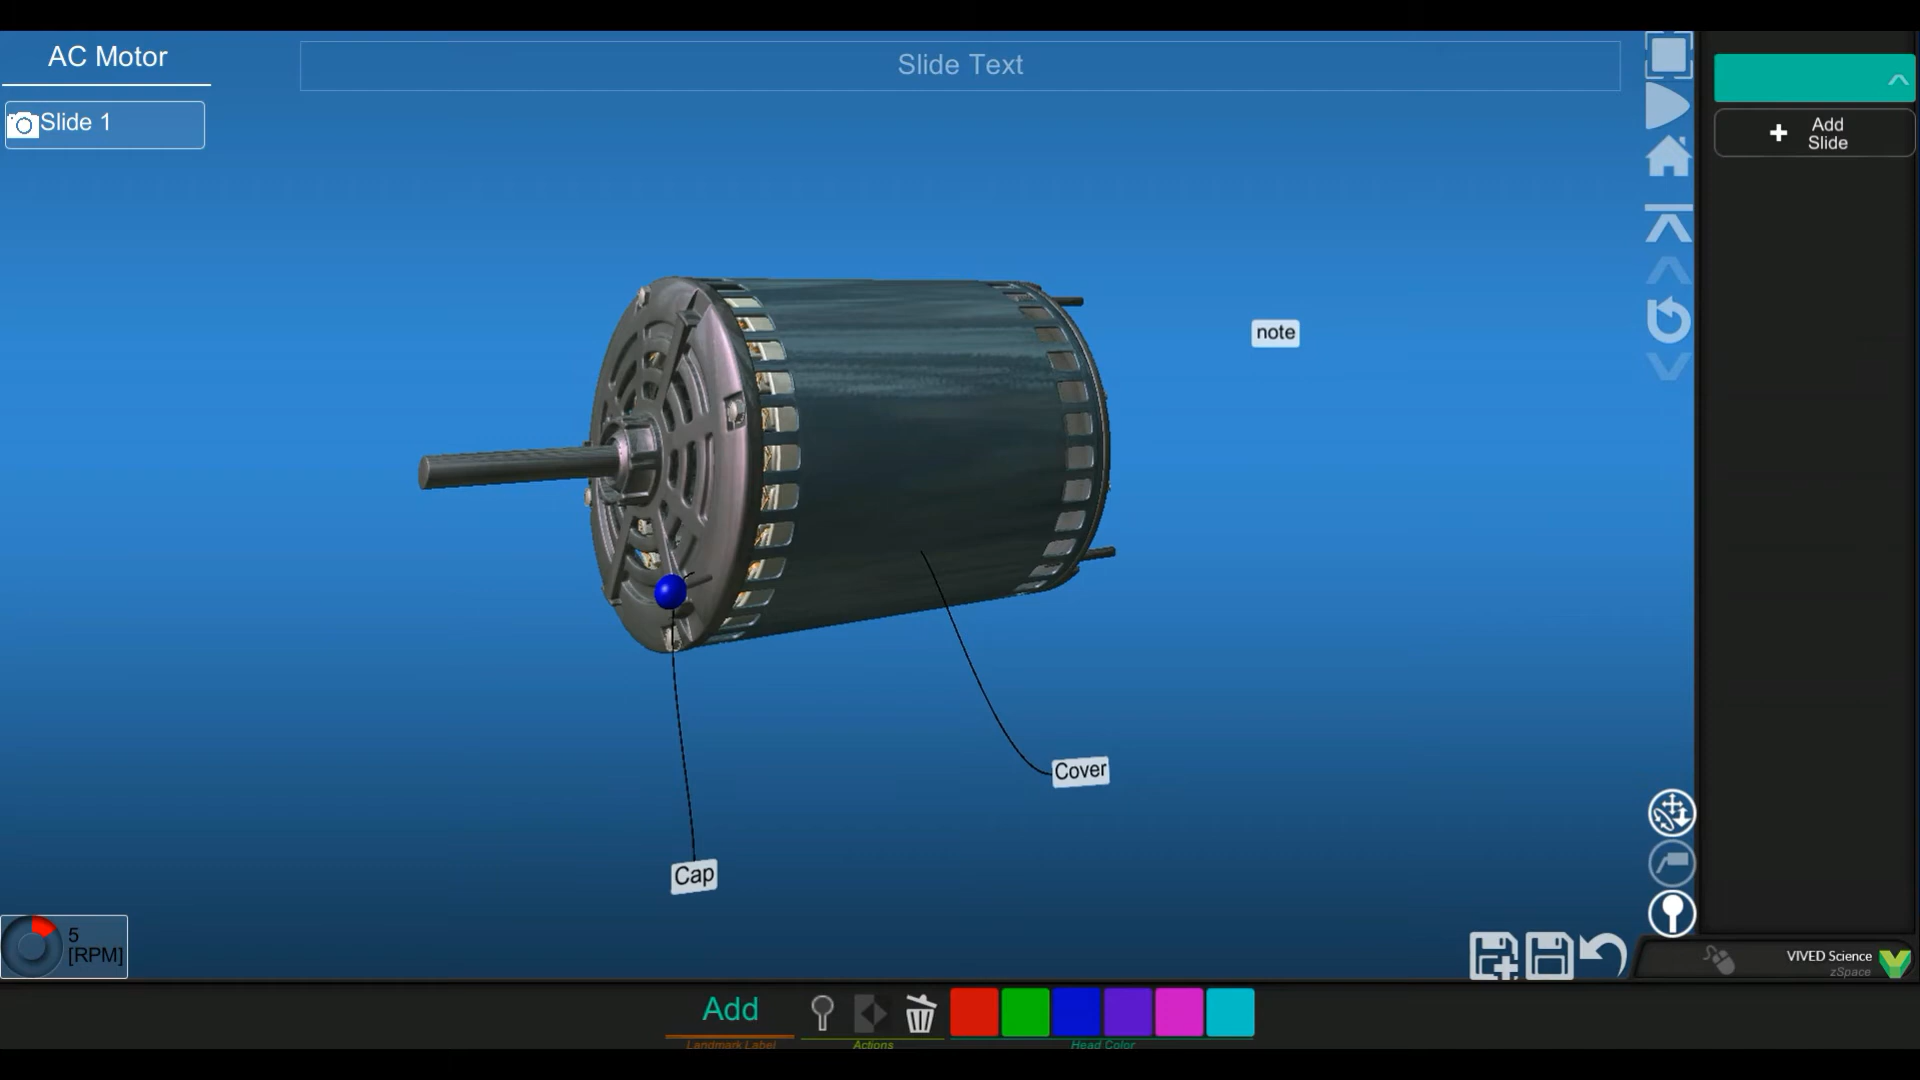 AC Motor
Slide Text
Slide 1
Add
Slide
note
Cover
Cap
5
[RPM]
VIVED Science
zSpace
Add
Landmark Label
Actions
Head Color